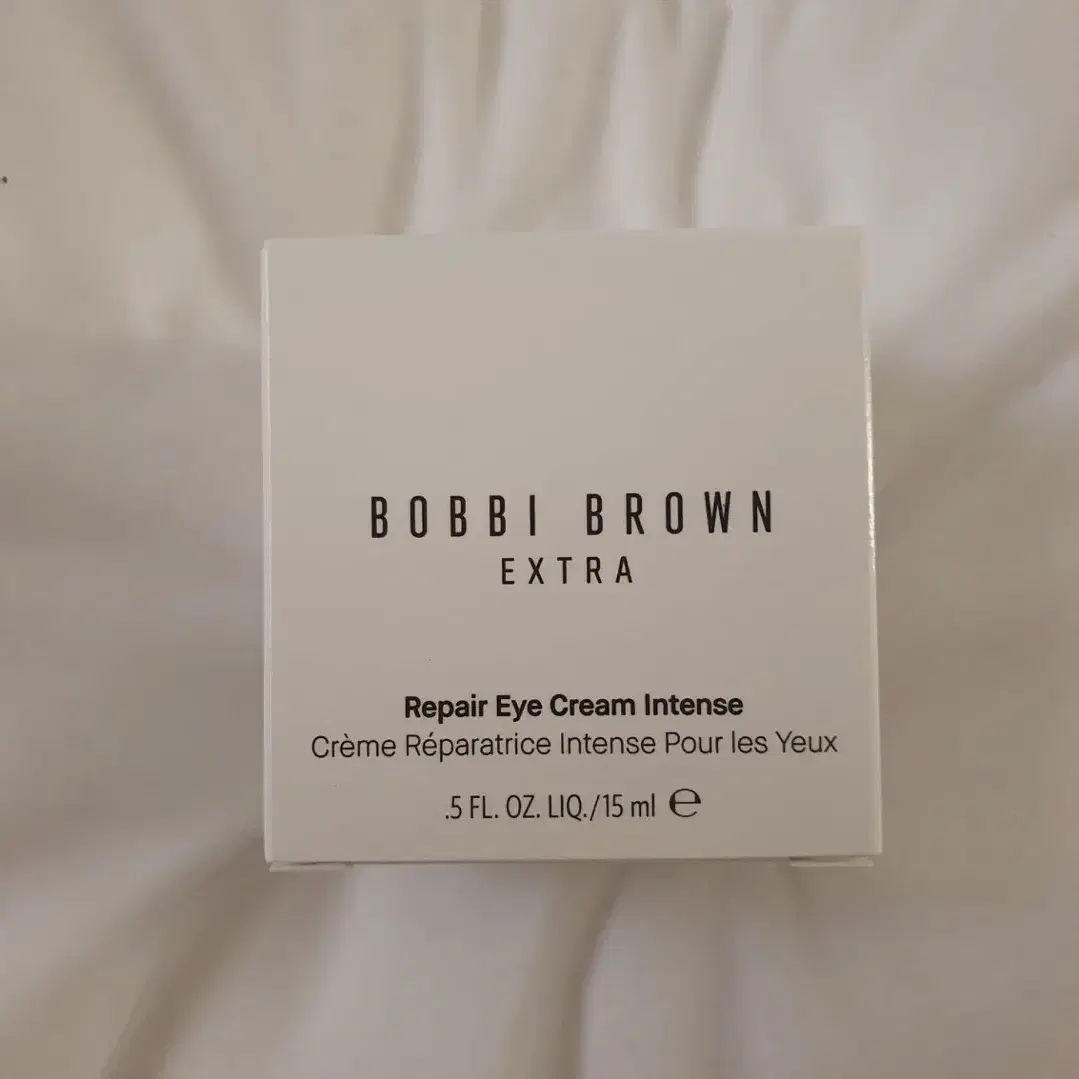 BOBBI BROWN
EXTRA
Repair Eye Cream Intense
Crème Réparatrice Intense Pour les Yeux
.5 FL. OZ. LIQ./15 ml ℮